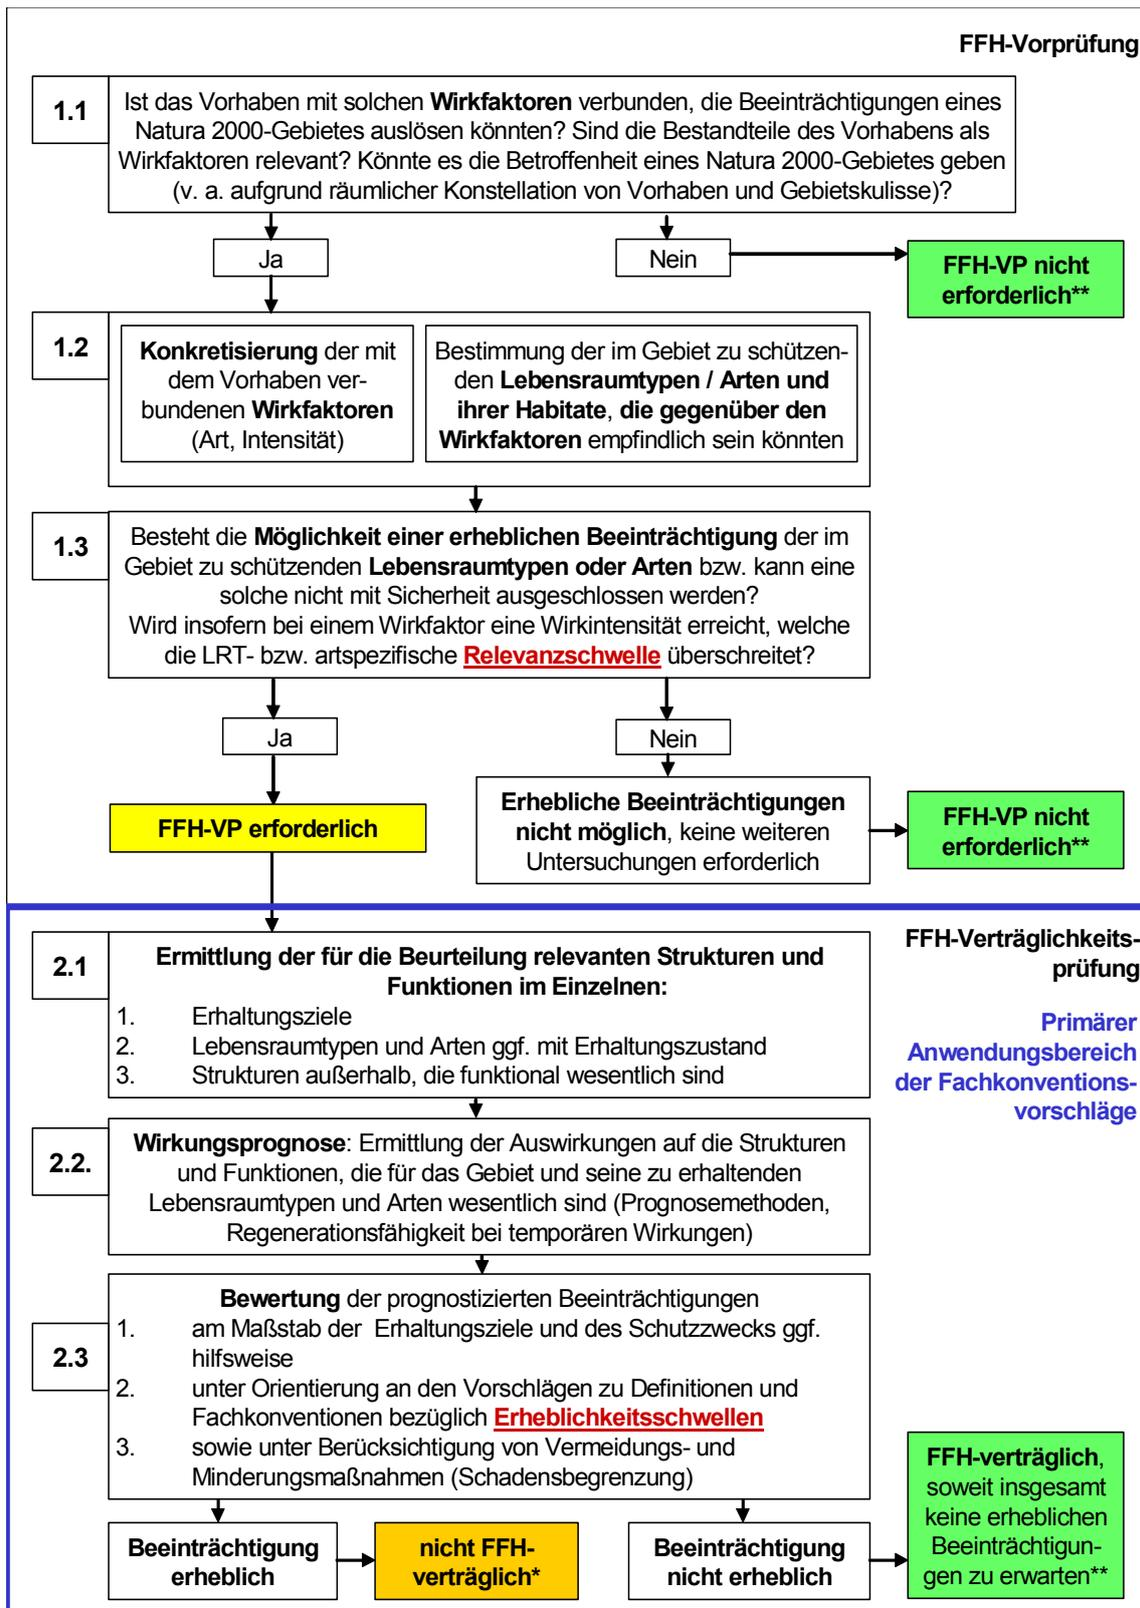 FFH-Vorprüfung
1.1
Ist das Vorhaben mit solchen Wirkfaktoren verbunden, die Beeinträchtigungen eines
Natura 2000-Gebietes auslösen könnten? Sind die Bestandteile des Vorhabens als
Wirkfaktoren relevant? Könnte es die Betroffenheit eines Natura 2000-Gebietes geben
(v. a. aufgrund räumlicher Konstellation von Vorhaben und Gebietskulisse)?
Ja
Nein
FFH-VP nicht
erforderlich**
1.2
Konkretisierung der mit
dem Vorhaben ver-
bundenen Wirkfaktoren
(Art, Intensität)
Bestimmung der im Gebiet zu schützen-
den Lebensraumtypen / Arten und
ihrer Habitate, die gegenüber den
Wirkfaktoren empfindlich sein könnten
1.3
Besteht die Möglichkeit einer erheblichen Beeinträchtigung der im
Gebiet zu schützenden Lebensraumtypen oder Arten bzw. kann eine
solche nicht mit Sicherheit ausgeschlossen werden?
Wird insofern bei einem Wirkfaktor eine Wirkintensität erreicht, welche
die LRT- bzw. artspezifische Relevanzschwelle überschreitet?
Ja
Nein
FFH-VP erforderlich
Erhebliche Beeinträchtigungen
nicht möglich, keine weiteren
Untersuchungen erforderlich
FFH-VP nicht
erforderlich**
FFH-Verträglichkeits-
prüfung
Primärer
Anwendungsbereich
der Fachkonventions-
vorschläge
2.1
Ermittlung der für die Beurteilung relevanten Strukturen und
Funktionen im Einzelnen:
1. Erhaltungsziele
2. Lebensraumtypen und Arten ggf. mit Erhaltungszustand
3. Strukturen außerhalb, die funktional wesentlich sind
2.2.
Wirkungsprognose: Ermittlung der Auswirkungen auf die Strukturen
und Funktionen, die für das Gebiet und seine zu erhaltenden
Lebensraumtypen und Arten wesentlich sind (Prognosemethoden,
Regenerationsfähigkeit bei temporären Wirkungen)
2.3
Bewertung der prognostizierten Beeinträchtigungen
1. am Maßstab der Erhaltungsziele und des Schutzzwecks ggf.
hilfsweise
2. unter Orientierung an den Vorschlägen zu Definitionen und
Fachkonventionen bezüglich Erheblichkeitsschwellen
3. sowie unter Berücksichtigung von Vermeidungs- und
Minderungsmaßnahmen (Schadensbegrenzung)
Beeinträchtigung
erheblich
nicht FFH-
verträglich*
Beeinträchtigung
nicht erheblich
FFH-verträglich,
soweit insgesamt
keine erheblichen
Beeinträchtigun-
gen zu erwarten**